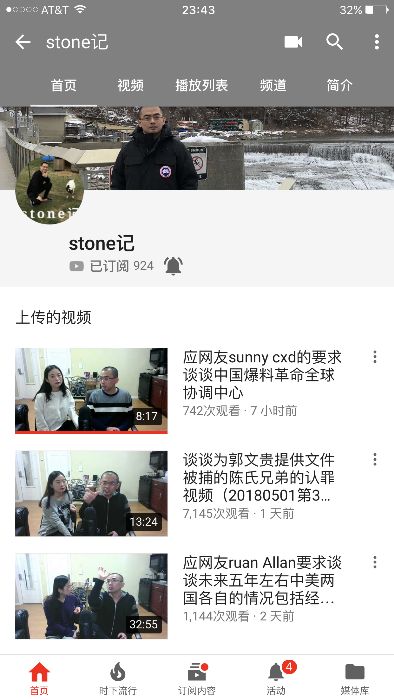 AT&T
23:43
32%
stone记
首页
视频
播放列表
频道
简介
stone记
stone记
已订阅 924
上传的视频
应网友sunny cxd的要求
谈谈中国爆料革命全球
协调中心
742次观看 · 7 小时前
8:17
谈谈为郭文贵提供文件
被捕的陈氏兄弟的认罪
视频（20180501第3…
7,145次观看 · 1 天前
13:24
应网友ruan Allan要求谈
谈未来五年左右中美两
国各自的情况包括经…
1,144次观看 · 2 天前
32:55
首页
时下流行
订阅内容
4
活动
媒体库